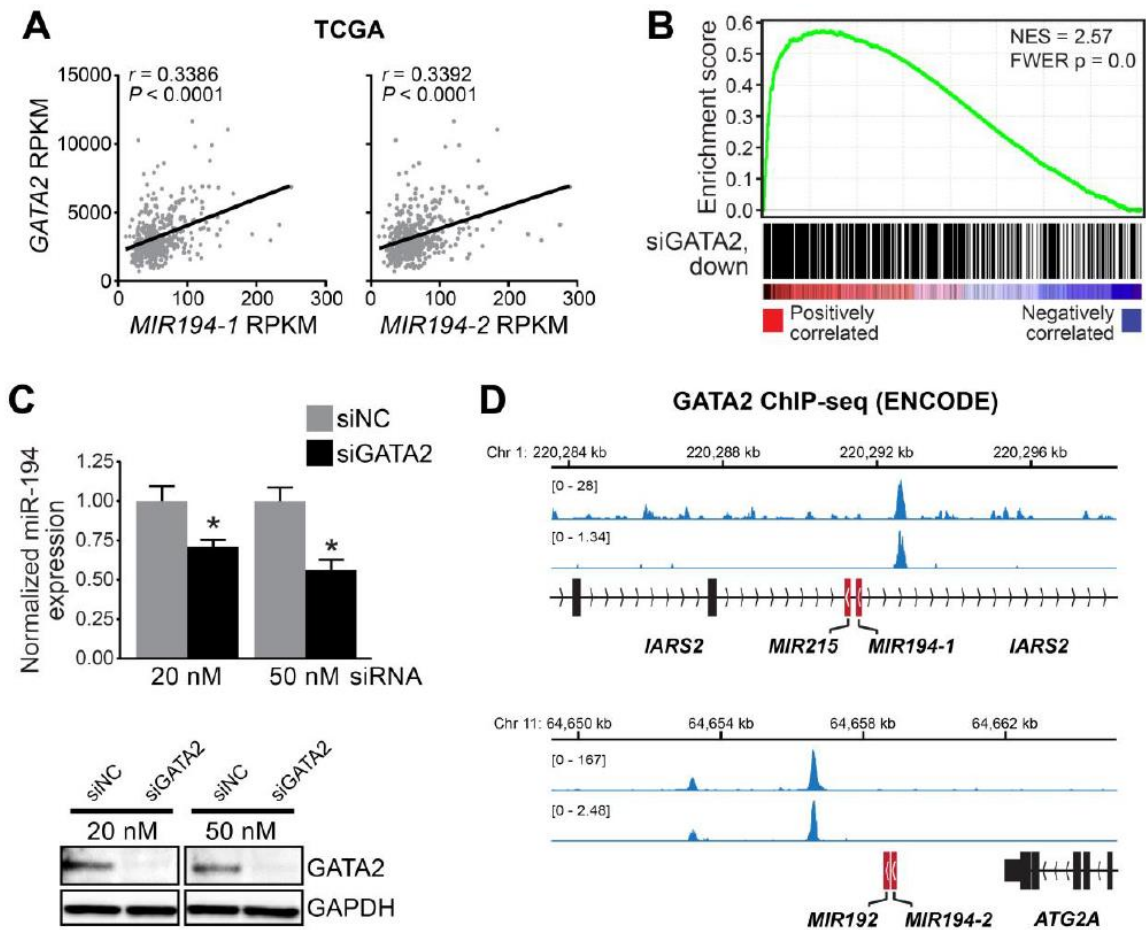 A
TCGA
r = 0.3386
P < 0.0001
r = 0.3392
P < 0.0001
15000
10000
5000
0
GATA2 RPKM
0 100 200 300
0 100 200 300
MIR194-1 RPKM
MIR194-2 RPKM
B
NES = 2.57
FWER p = 0.0
0.6
0.5
0.4
0.3
0.2
0.1
0.0
Enrichment score
siGATA2,
down
Positively
correlated
Negatively
correlated
C
siNC
siGATA2
1.25
1.00
0.75
0.50
0.25
0.00
Normalized miR-194
expression
* *
20 nM 50 nM siRNA
siNC siGATA2 siNC siGATA2
20 nM 50 nM
GATA2
GAPDH
D
GATA2 ChIP-seq (ENCODE)
Chr 1: 220,284 kb 220,288 kb 220,292 kb 220,296 kb
[0 - 28]
[0 - 1.34]
IARS2 MIR215 MIR194-1 IARS2
Chr 11: 64,650 kb 64,654 kb 64,658 kb 64,662 kb
[0 - 167]
[0 - 2.48]
MIR192 MIR194-2 ATG2A